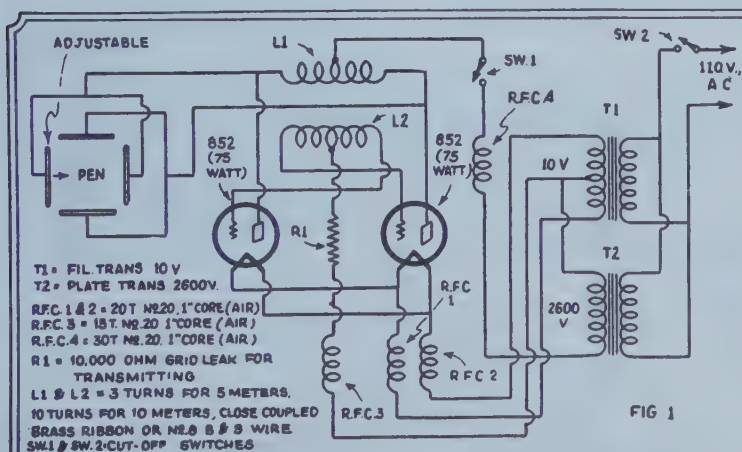 ADJUSTABLE
L1
SW.1
SW 2
110 V.,
A C
R.F.C. 4
T1
L2
852
(75
WATT)
852
(75
WATT)
10 V
PEN
R1
T2
T1 = FIL. TRANS 10 V
T2 = PLATE TRANS 2600V.
R.F.C
1
2600
V
R.F.C. 1 & 2 = 20 T No. 20, 1" CORE (AIR)
R.F.C. 3 = 15 T. No. 20 1" CORE (AIR)
R.F.C. 4 = 30T No. 20. 1" CORE (AIR)
R.F.C 2
R1 = 10,000 OHM GRID LEAK FOR
TRANSMITTING
L1 & L2 = 3 TURNS FOR 5 METERS,
R.F.C.3
10 TURNS FOR 10 METERS, CLOSE COUPLED
BRASS RIBBON OR No. 8 B & S WIRE
FIG 1
SW.1 & SW. 2 = CUT-OFF SWITCHES